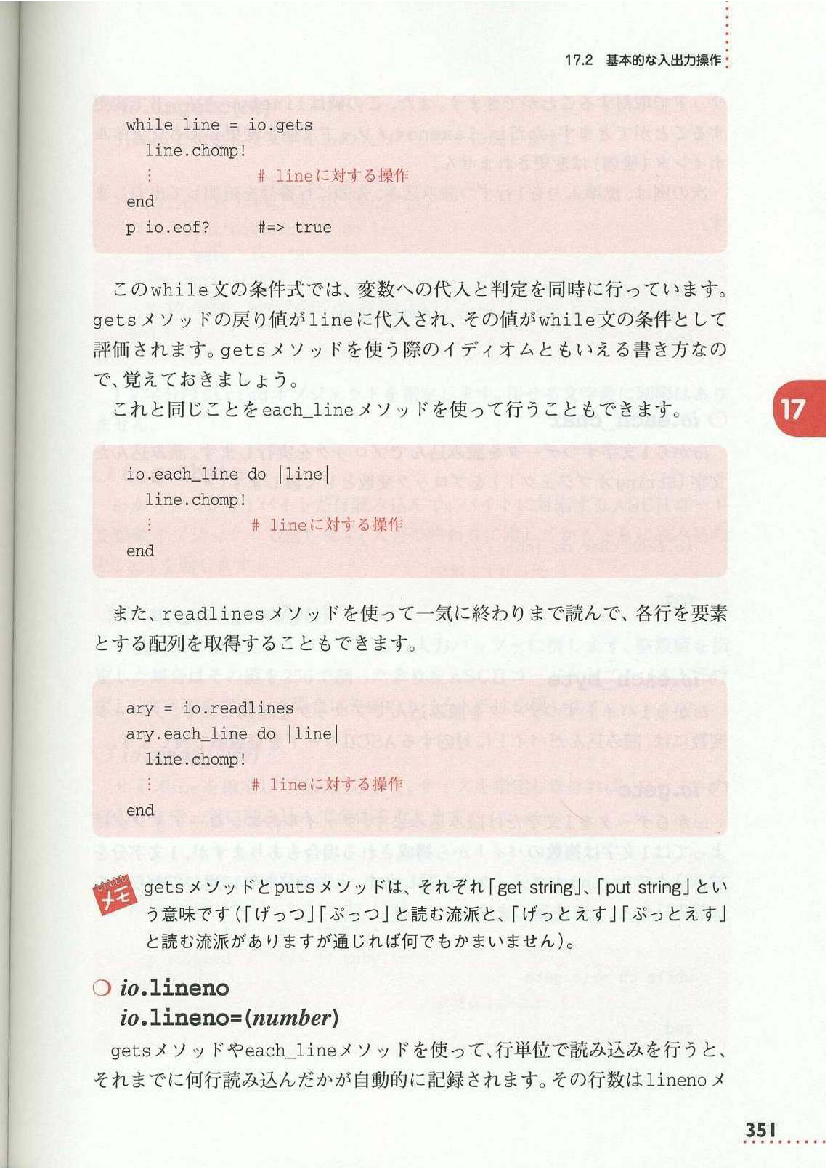 17.2 基本的な入出力操作
while line = io.gets
line.chomp!
⋮ # lineに対する操作
end
p io.eof? #=> true
このwhile文の条件式では、変数への代入と判定を同時に行っています。
getsメソッドの戻り値がlineに代入され、その値がwhile文の条件として
評価されます。getsメソッドを使う際のイディオムともいえる書き方なの
で、覚えておきましょう。
これと同じことをeach_lineメソッドを使って行うこともできます。
17
io.each_line do |line|
line.chomp!
⋮ # lineに対する操作
end
また、readlinesメソッドを使って一気に終わりまで読んで、各行を要素
とする配列を取得することもできます。
ary = io.readlines
ary.each_line do |line|
line.chomp!
⋮ # lineに対する操作
end
メモ getsメソッドとputsメソッドは、それぞれ「get string」、「put string」とい
う意味です(「げっつ」「ぷっつ」と読む流派と、「げっとえす」「ぷっとえす」
と読む流派がありますが通じれば何でもかまいません)。
❍ io.lineno
io.lineno=(number)
getsメソッドやeach_lineメソッドを使って、行単位で読み込みを行うと、
それまでに何行読み込んだかが自動的に記録されます。その行数はlinenoメ
351